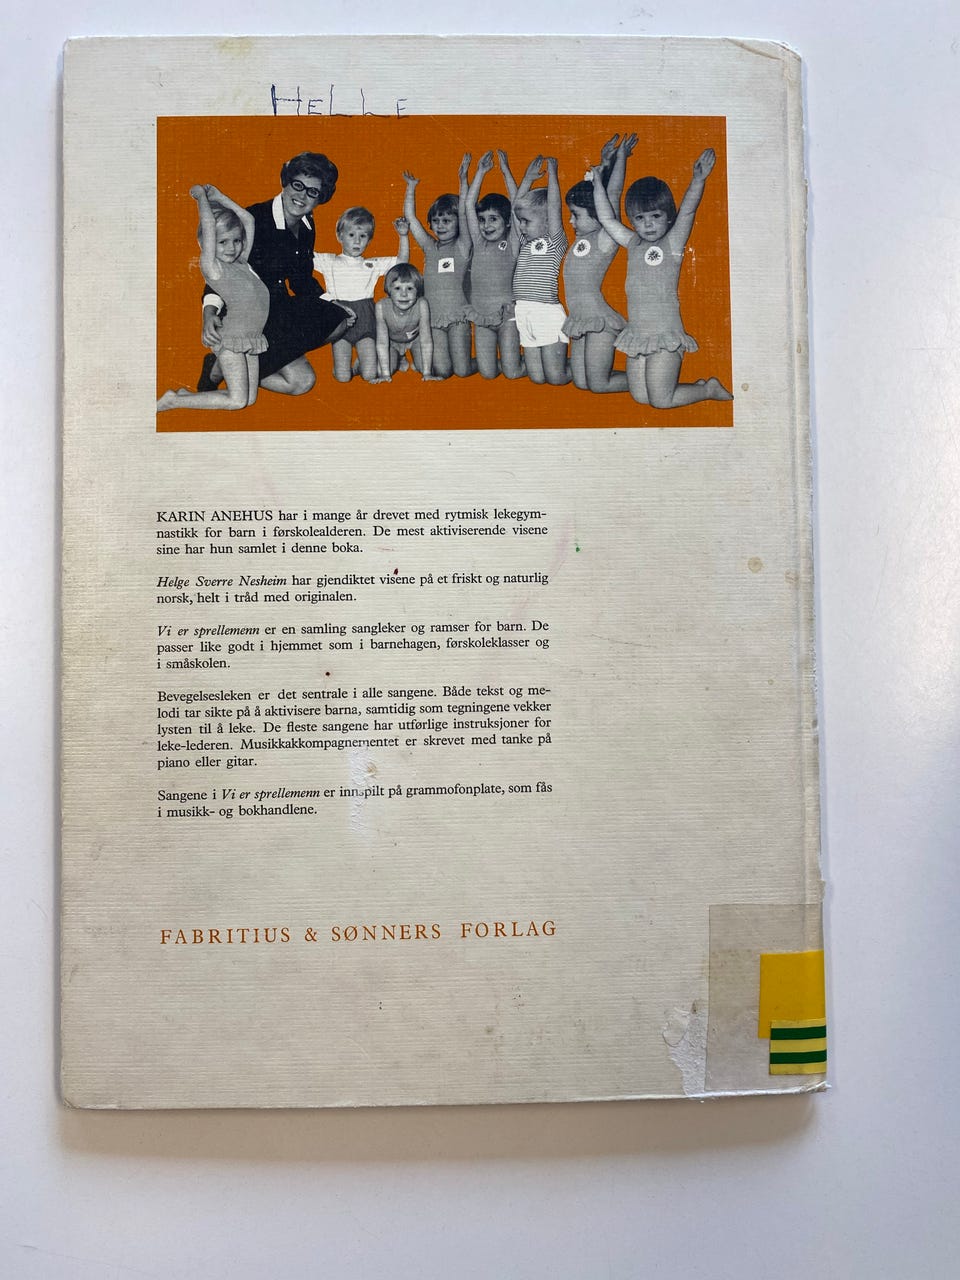 HeLLe
KARIN ANEHUS har i mange år drevet med rytmisk lekegym-
nastikk for barn i førskolealderen. De mest aktiviserende visene
sine har hun samlet i denne boka.
Helge Sverre Nesheim har gjendiktet visene på et friskt og naturlig
norsk, helt i tråd med originalen.
Vi er sprellemenn er en samling sangleker og ramser for barn. De
passer like godt i hjemmet som i barnehagen, førskoleklasser og
i småskolen.
Bevegelsesleken er det sentrale i alle sangene. Både tekst og me-
lodi tar sikte på å aktivisere barna, samtidig som tegningene vekker
lysten til å leke. De fleste sangene har utførlige instruksjoner for
leke-lederen. Musikkakkompagnementet er skrevet med tanke på
piano eller gitar.
Sangene i Vi er sprellemenn er innspilt på grammofonplate, som fås
i musikk- og bokhandlene.
FABRITIUS & SØNNERS FORLAG